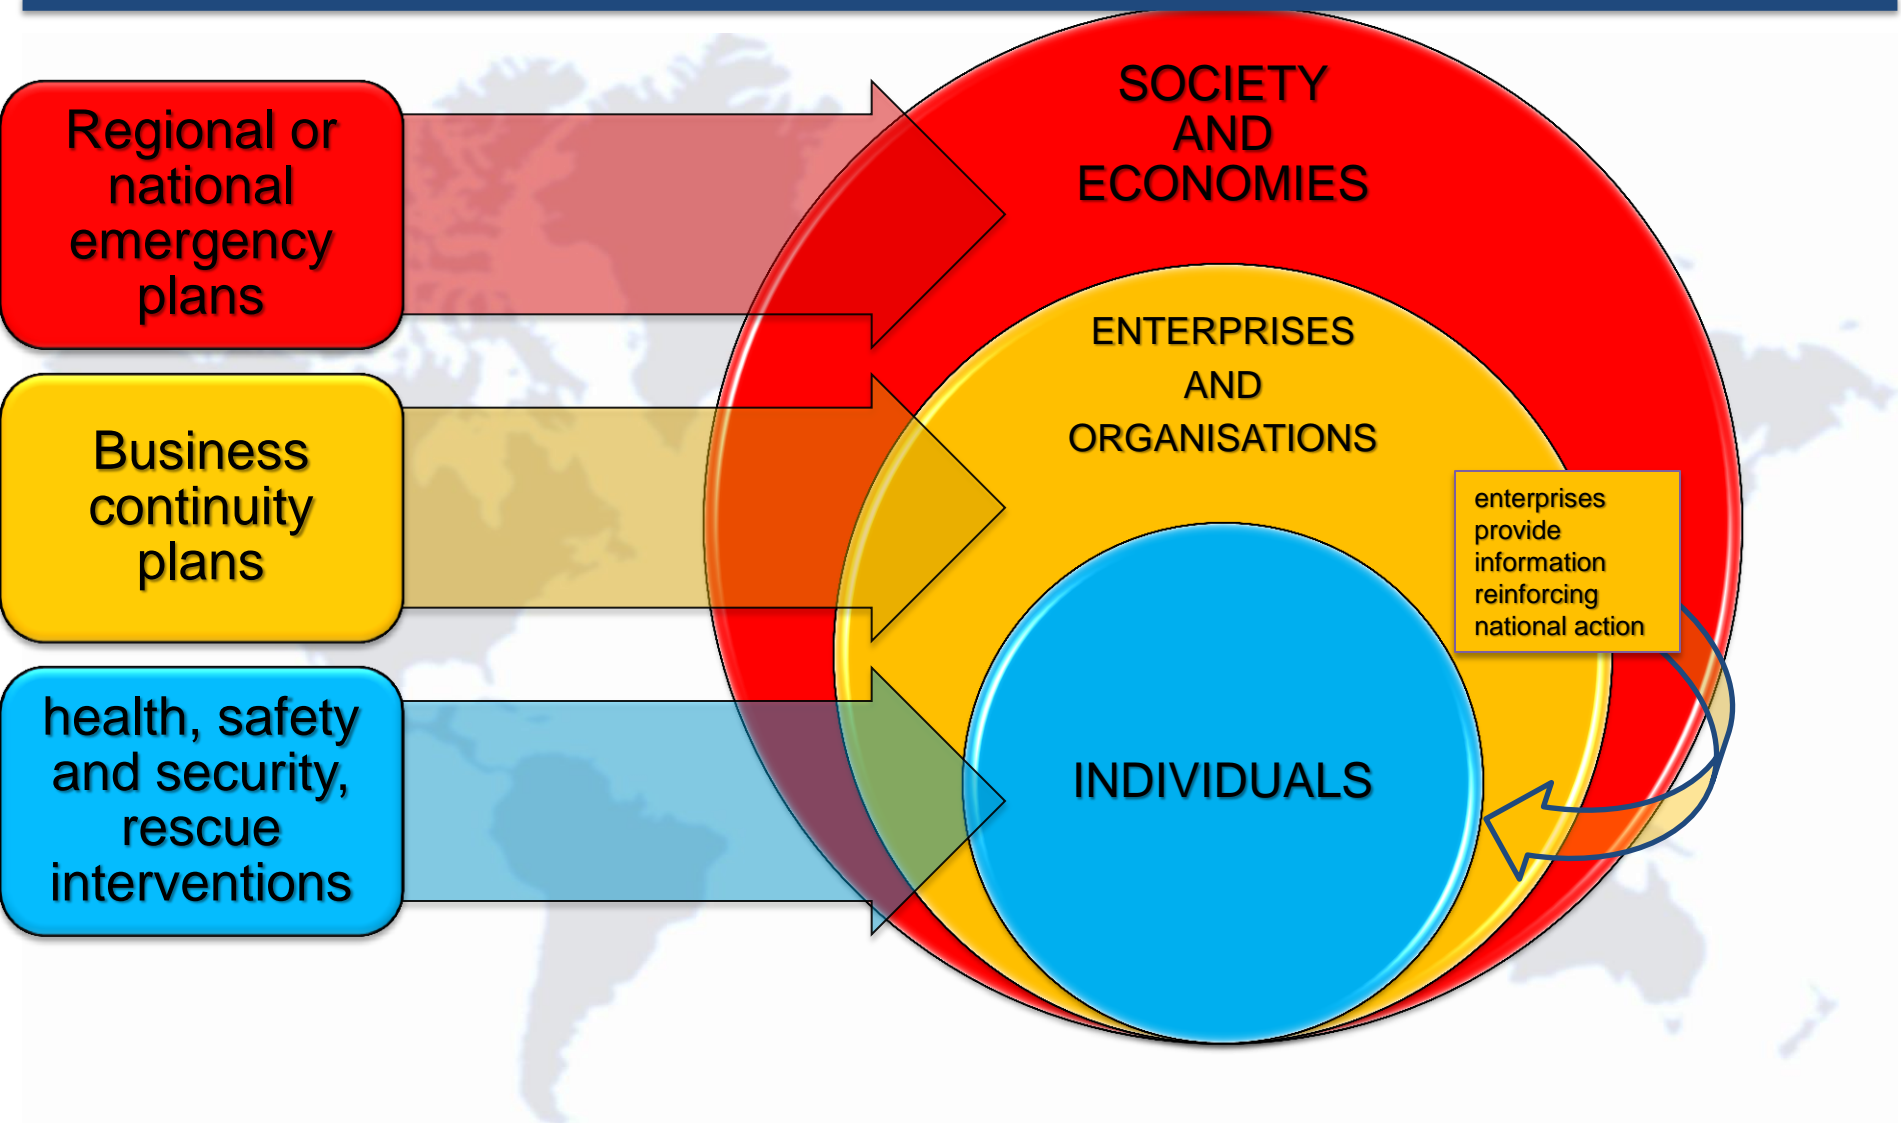 Regional or
national
emergency
plans
Business
continuity
plans
health, safety
and security,
rescue
interventions
SOCIETY
AND
ECONOMIES
ENTERPRISES
AND
ORGANISATIONS
INDIVIDUALS
enterprises
provide
information
reinforcing
national action